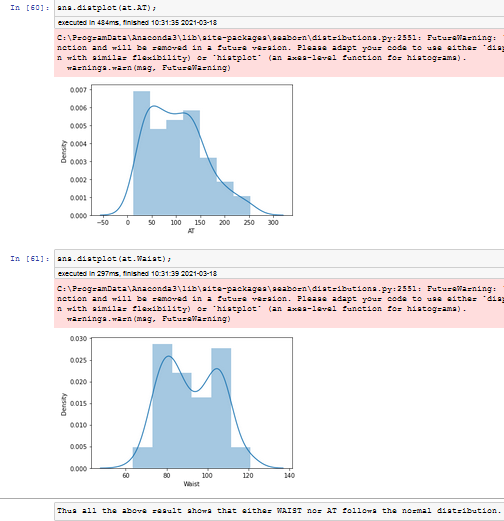 In [60]: sns.distplot(at.AT);
executed in 484ms, finished 10:31:35 2021-03-18
C:\ProgramData\Anaconda3\lib\site-packages\seaborn\distributions.py:2551: FutureWarning:
nction and will be removed in a future version. Please adapt your code to use either `disp
n with similar flexibility) or `histplot` (an axes-level function for histograms).
warnings.warn(msg, FutureWarning)
0.007
0.006
0.005
0.004
0.003
0.002
0.001
0.000
Density
-50 0 50 100 150 200 250 300
AT
In [61]: sns.distplot(at.Waist);
executed in 297ms, finished 10:31:39 2021-03-18
C:\ProgramData\Anaconda3\lib\site-packages\seaborn\distributions.py:2551: FutureWarning:
nction and will be removed in a future version. Please adapt your code to use either `disp
n with similar flexibility) or `histplot` (an axes-level function for histograms).
warnings.warn(msg, FutureWarning)
0.030
0.025
0.020
0.015
0.010
0.005
0.000
Density
60 80 100 120 140
Waist
Thus all the above result shows that either WAIST nor AT follows the normal distribution.